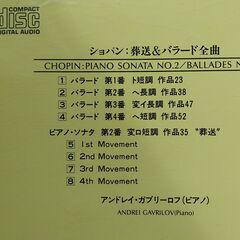 COMPACT
disc
DIGITAL AUDIO
ショパン：葬送&バラード全曲
CHOPIN:PIANO SONATA NO.2/BALLADES N
1 バラード 第1番 ト短調 作品23
2 バラード 第2番 ヘ長調 作品38
3 バラード 第3番 変イ長調 作品47
4 バラード 第4番 ヘ短調 作品52
ピアノ・ソナタ 第2番 変ロ短調 作品35 “葬送”
5 1st Movement
6 2nd Movement
7 3rd Movement
8 4th Movement
アンドレイ・ガブリーロフ(ピアノ)
ANDREI GAVRILOV(Piano)